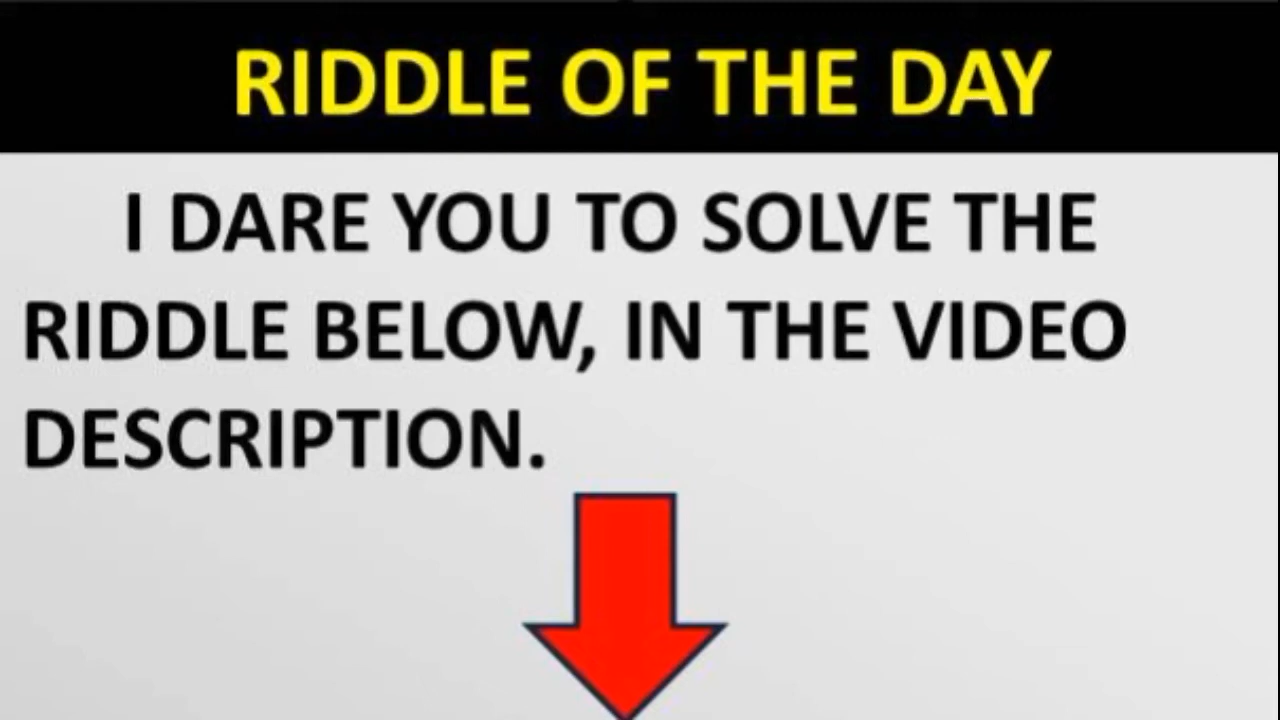 RIDDLE OF THE DAY
I DARE YOU TO SOLVE THE
RIDDLE BELOW, IN THE VIDEO
DESCRIPTION.